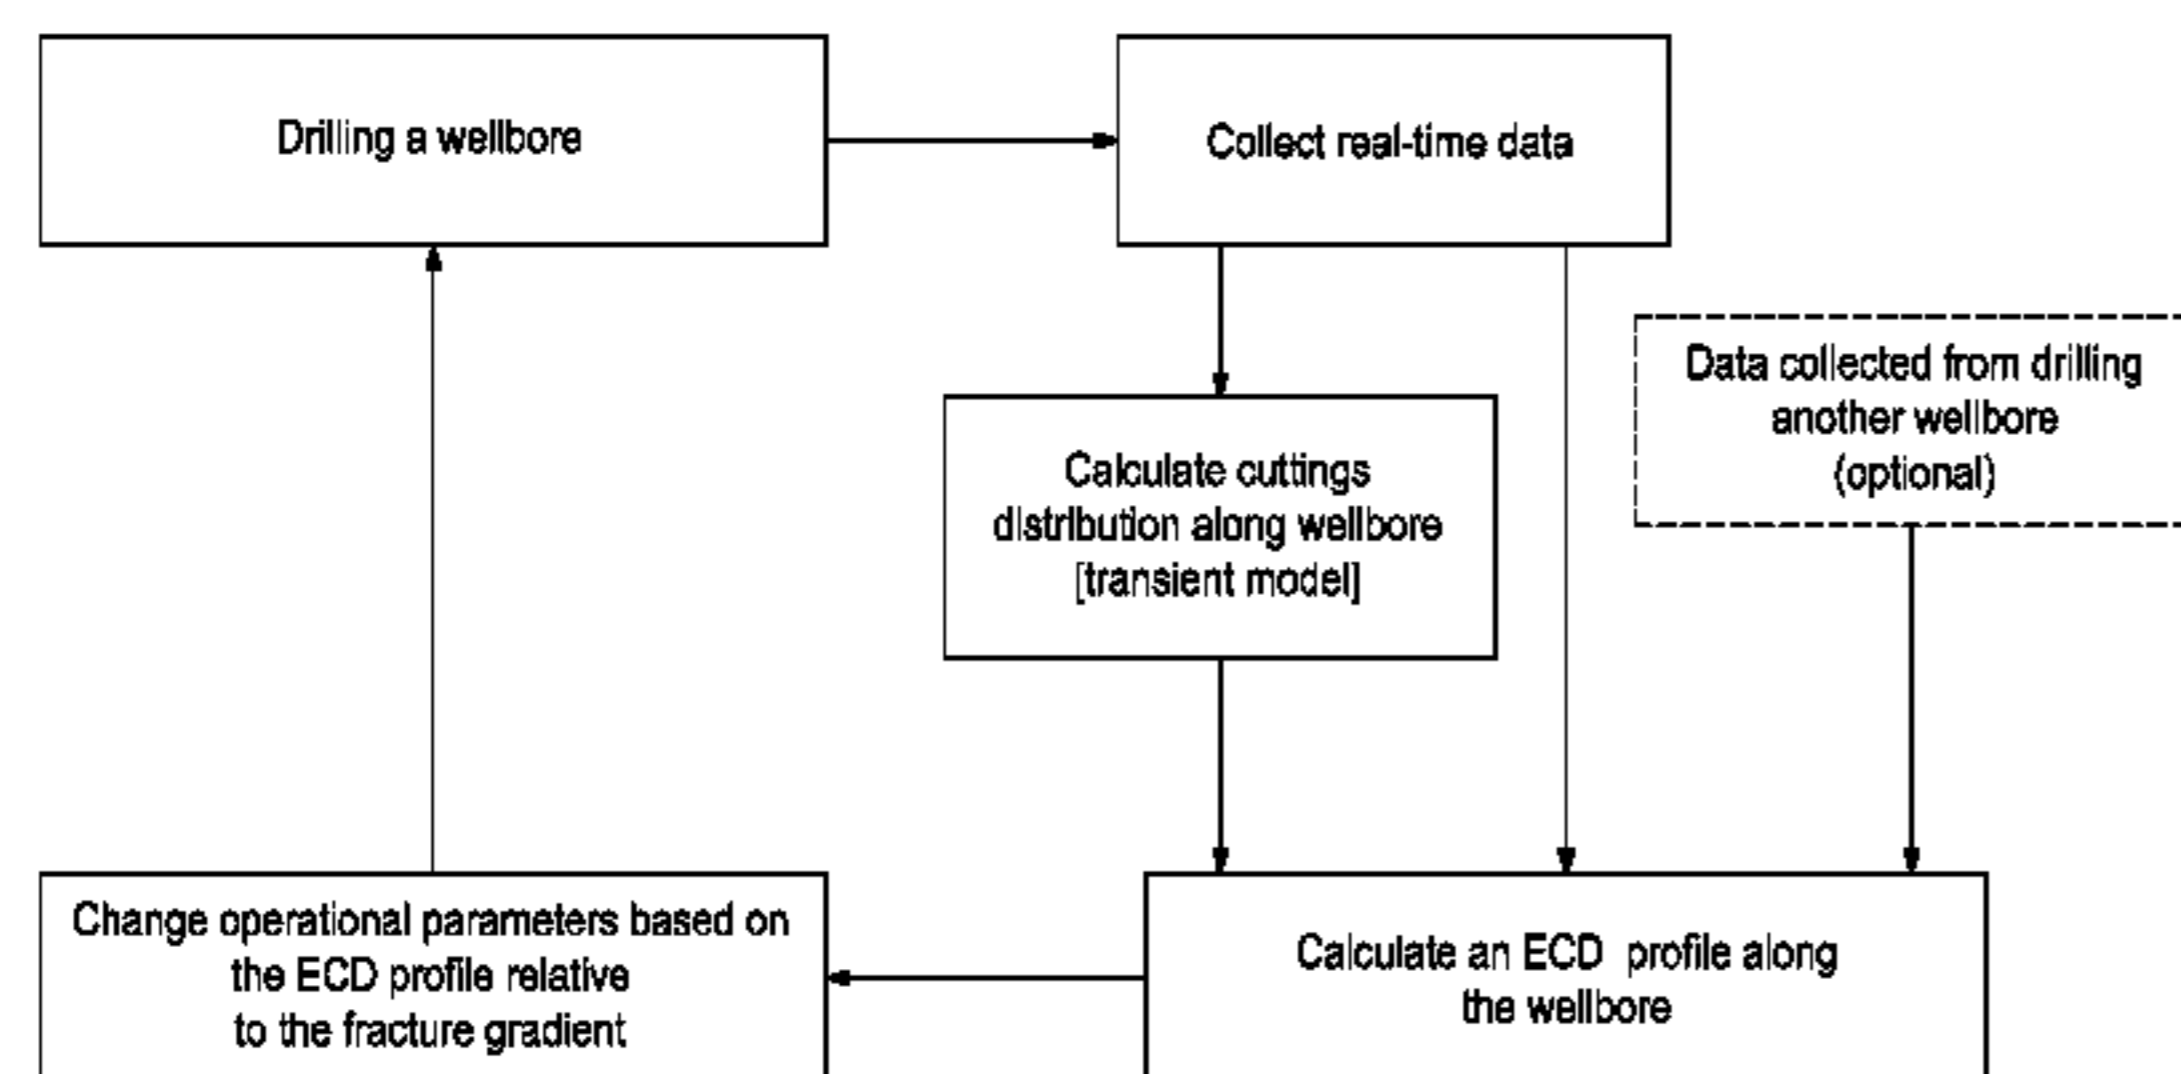 Drilling a wellbore
Collect real-time data
Data collected from drilling
another wellbore
(optional)
Calculate cuttings
distribution along wellbore
[transient model]
Change operational parameters based on
the ECD profile relative
to the fracture gradient
Calculate an ECD profile along
the wellbore